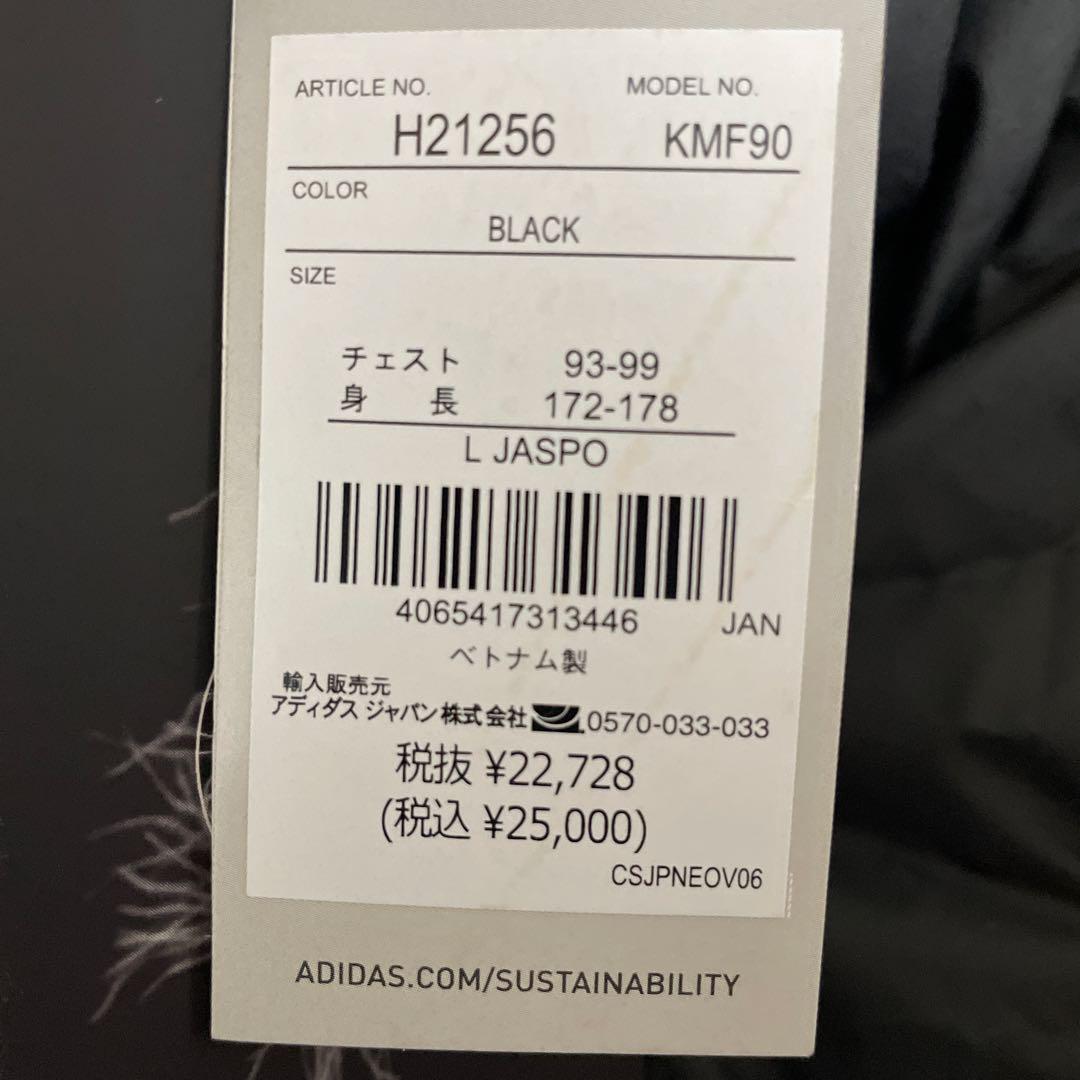 ARTICLE NO. MODEL NO.
H21256 KMF90
COLOR
BLACK
SIZE
チェスト 93-99
身 長 172-178
L JASPO
4065417313446 JAN
ベトナム製
輸入販売元
アディダス ジャパン株式会社 0570-033-033
税抜 ¥22,728
(税込 ¥25,000)
CSJPNEOV06
ADIDAS.COM/SUSTAINABILITY